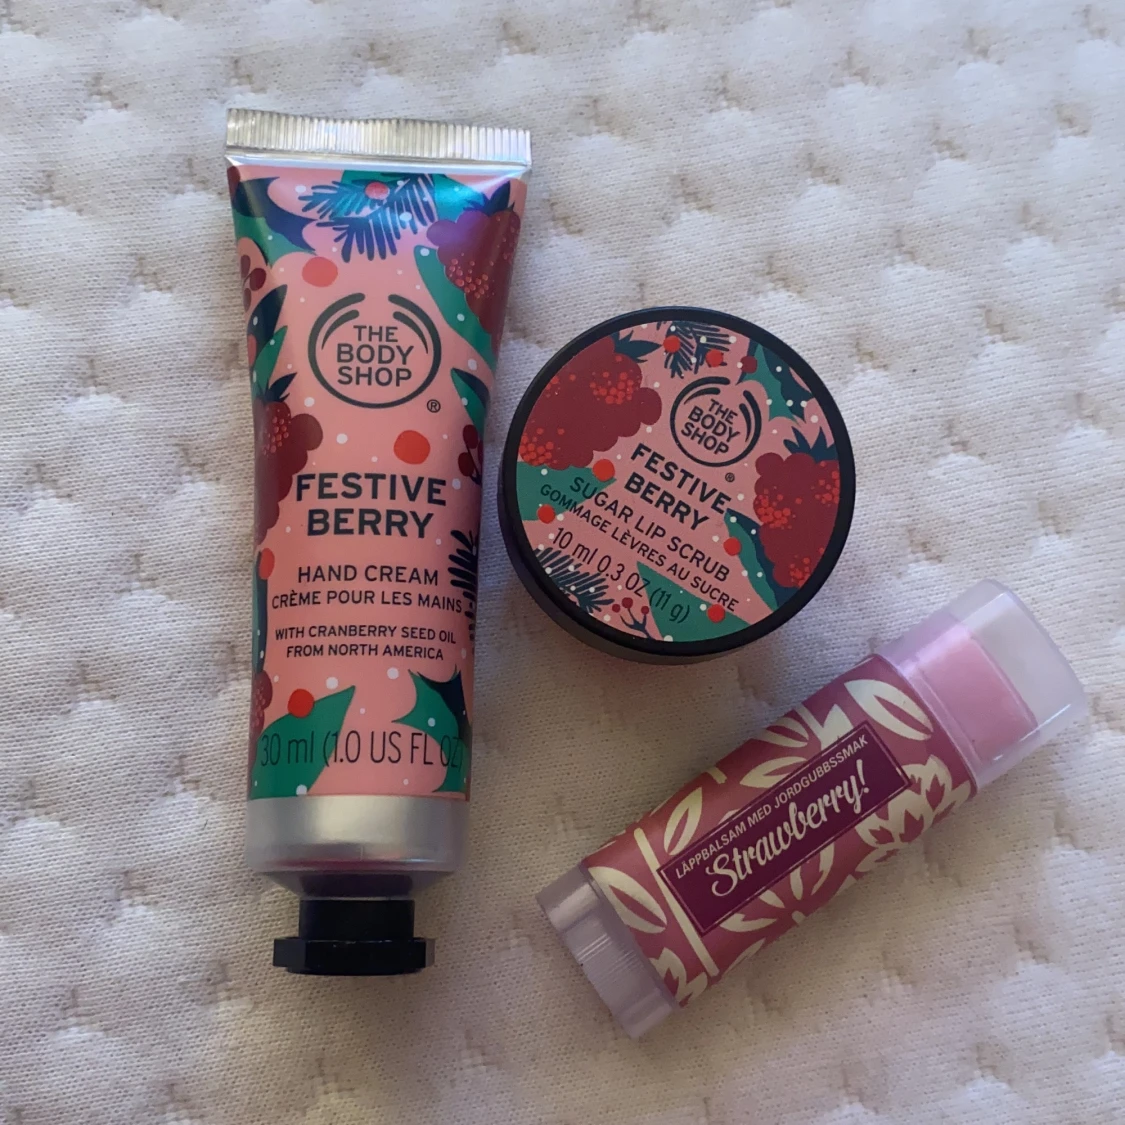 THE
BODY
SHOP
®
FESTIVE
BERRY
HAND CREAM
CRÈME POUR LES MAINS
WITH CRANBERRY SEED OIL
FROM NORTH AMERICA
30 ml (1.0 US FL OZ)
THE
BODY
SHOP
®
FESTIVE
BERRY
SUGAR LIP SCRUB
GOMMAGE LÈVRES AU SUCRE
10 ml 0.3 OZ (11 g)
LÄPPBALSAM MED JORDGUBBSSMAK
Strawberry!